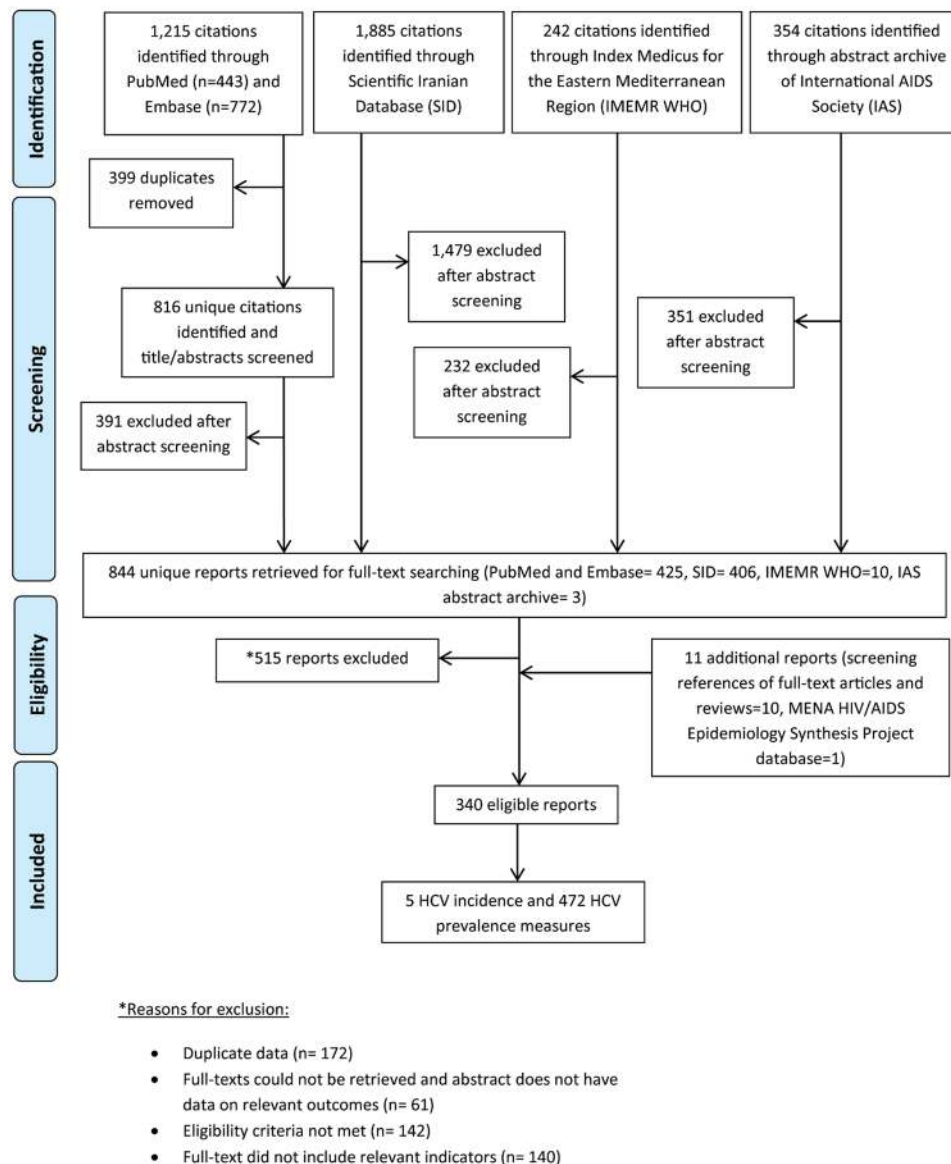 Identification
1,215 citations
identified through
PubMed (n=443) and
Embase (n=772)
1,885 citations
identified through
Scientific Iranian
Database (SID)
242 citations identified
through Index Medicus for
the Eastern Mediterranean
Region (IMEMR WHO)
354 citations identified
through abstract archive
of International AIDS
Society (IAS)
399 duplicates
removed
Screening
1,479 excluded
after abstract
screening
816 unique citations
identified and
title/abstracts screened
351 excluded
after abstract
screening
232 excluded
after abstract
screening
391 excluded after
abstract screening
844 unique reports retrieved for full-text searching (PubMed and Embase= 425, SID= 406, IMEMR WHO=10, IAS
abstract archive= 3)
Eligibility
*515 reports excluded
11 additional reports (screening
references of full-text articles and
reviews=10, MENA HIV/AIDS
Epidemiology Synthesis Project
database=1)
Included
340 eligible reports
5 HCV incidence and 472 HCV
prevalence measures
*Reasons for exclusion:
• Duplicate data (n= 172)
• Full-texts could not be retrieved and abstract does not have
data on relevant outcomes (n= 61)
• Eligibility criteria not met (n= 142)
• Full-text did not include relevant indicators (n= 140)